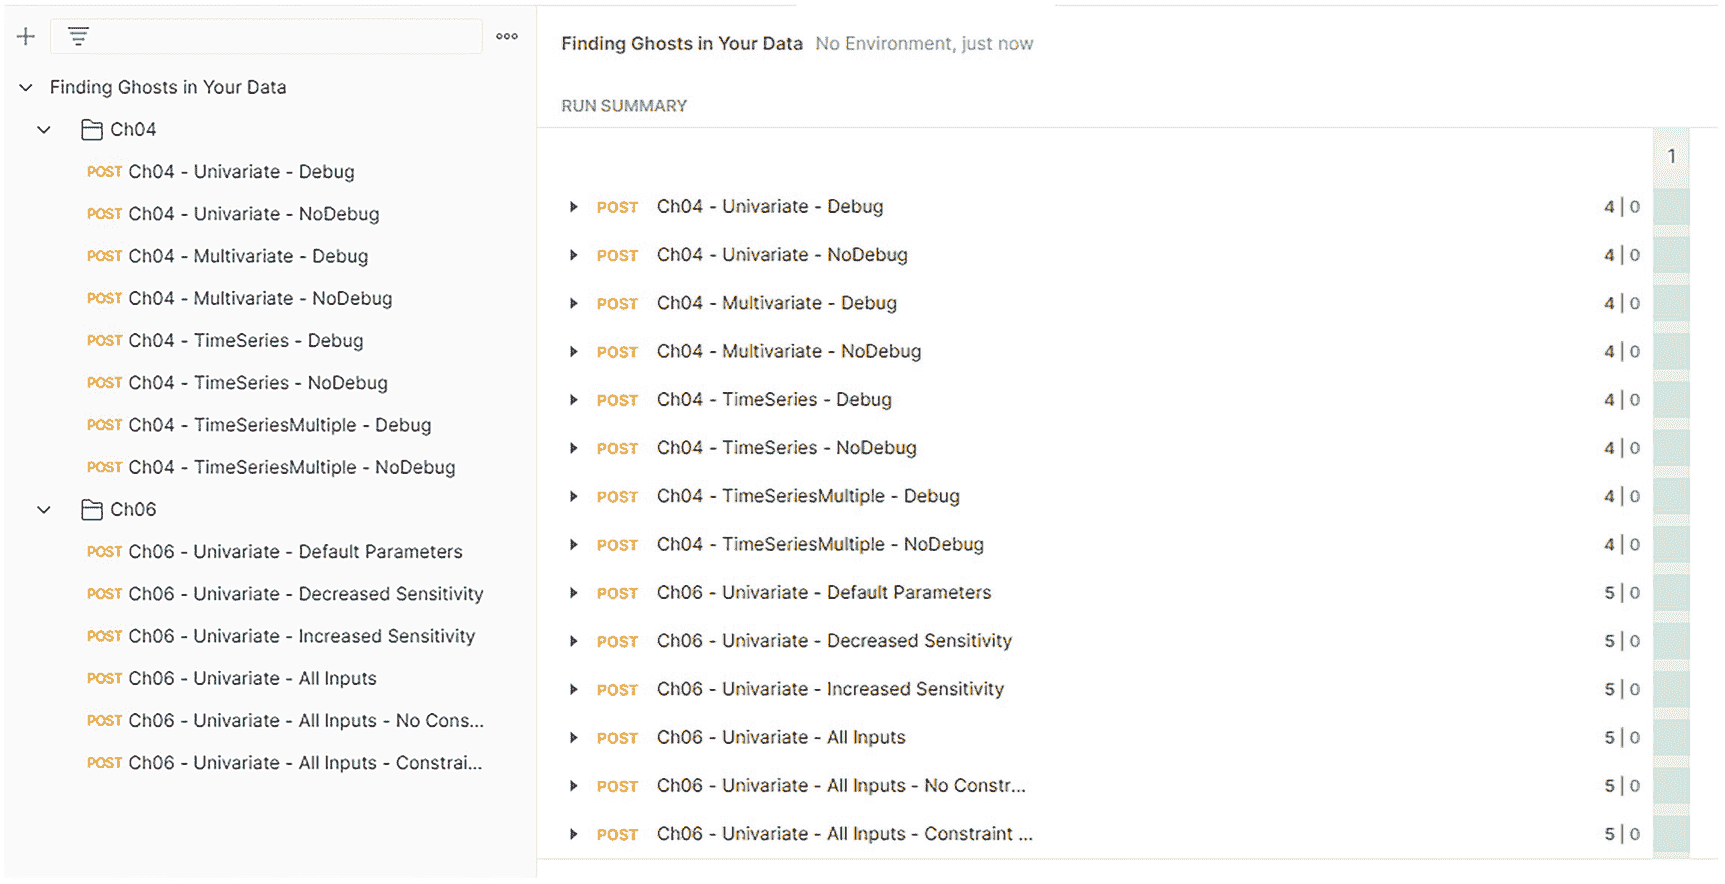 Finding Ghosts in Your Data
Ch04
POST Ch04 - Univariate - Debug
POST Ch04 - Univariate - NoDebug
POST Ch04 - Multivariate - Debug
POST Ch04 - Multivariate - NoDebug
POST Ch04 - TimeSeries - Debug
POST Ch04 - TimeSeries - NoDebug
POST Ch04 - TimeSeriesMultiple - Debug
POST Ch04 - TimeSeriesMultiple - NoDebug
Ch06
POST Ch06 - Univariate - Default Parameters
POST Ch06 - Univariate - Decreased Sensitivity
POST Ch06 - Univariate - Increased Sensitivity
POST Ch06 - Univariate - All Inputs
POST Ch06 - Univariate - All Inputs - No Cons...
POST Ch06 - Univariate - All Inputs - Constrai...
Finding Ghosts in Your Data No Environment, just now
RUN SUMMARY
1
POST Ch04 - Univariate - Debug 4 | 0
POST Ch04 - Univariate - NoDebug 4 | 0
POST Ch04 - Multivariate - Debug 4 | 0
POST Ch04 - Multivariate - NoDebug 4 | 0
POST Ch04 - TimeSeries - Debug 4 | 0
POST Ch04 - TimeSeries - NoDebug 4 | 0
POST Ch04 - TimeSeriesMultiple - Debug 4 | 0
POST Ch04 - TimeSeriesMultiple - NoDebug 4 | 0
POST Ch06 - Univariate - Default Parameters 5 | 0
POST Ch06 - Univariate - Decreased Sensitivity 5 | 0
POST Ch06 - Univariate - Increased Sensitivity 5 | 0
POST Ch06 - Univariate - All Inputs 5 | 0
POST Ch06 - Univariate - All Inputs - No Constr... 5 | 0
POST Ch06 - Univariate - All Inputs - Constraint ... 5 | 0